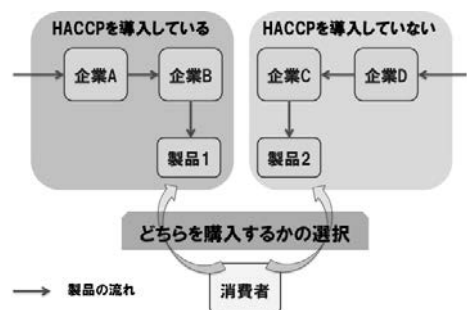 HACCPを導入している
HACCPを導入していない
企業A
企業B
企業C
企業D
製品1
製品2
どちらを購入するかの選択
製品の流れ
消費者